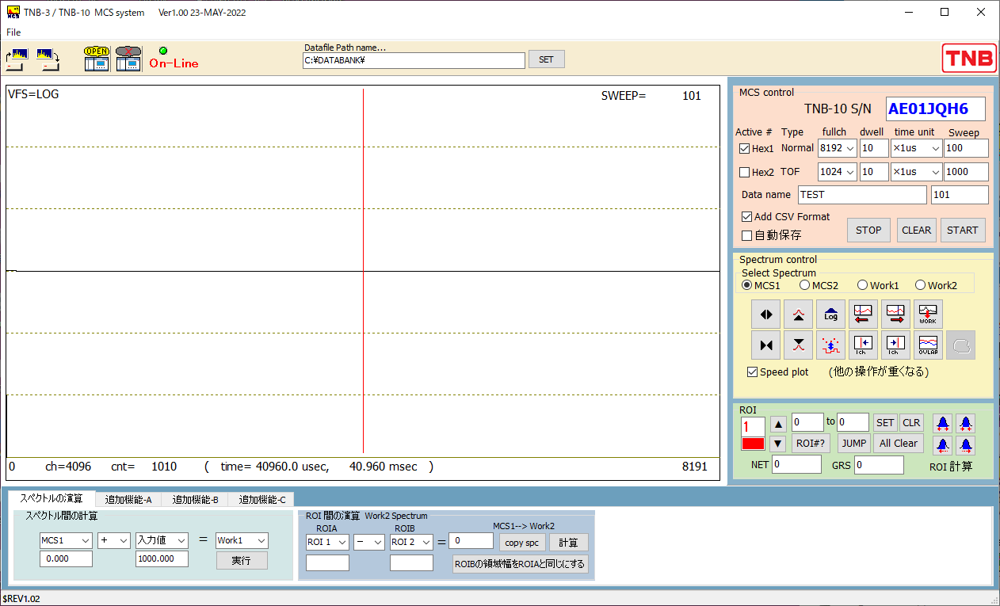 TNB-3 / TNB-10 MCS system Ver1.00 23-MAY-2022
File
OPEN
On-Line
Datafile Path name...
C:¥DATABANK¥
SET
TNB
VFS=LOG
SWEEP= 101
0 ch=4096 cnt= 1010 ( time= 40960.0 usec, 40.960 msec ) 8191
MCS control
TNB-10 S/N AE01JQH6
Active # Type fullch dwell time unit Sweep
Hex1 Normal 8192 10 ×1us 100
Hex2 TOF 1024 10 ×1us 1000
Data name TEST 101
Add CSV Format
自動保存
STOP CLEAR START
Spectrum control
Select Spectrum
MCS1 MCS2 Work1 Work2
Log WORK
1ch 1ch OVLAP
Speed plot (他の操作が重くなる)
ROI
1 ▲ 0 to 0 SET CLR
▼ ROI#? JUMP All Clear
NET 0 GRS 0 ROI 計算
スペクトルの演算 追加機能-A 追加機能-B 追加機能-C
スペクトル間の計算
MCS1 + 入力値 = Work1
0.000 1000.000 実行
ROI 間の演算 Work2 Spectrum
ROIA ROIB MCS1--> Work2
ROI 1 − ROI 2 = 0 copy spc 計算
ROIBの領域幅をROIAと同じにする
$REV1.02